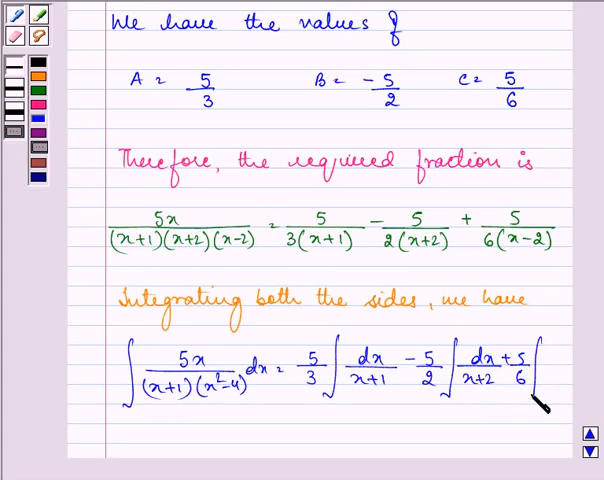 We have the values of
A = 5/3 B = -5/2 C = 5/6
Therefore, the required fraction is
5x/((x+1)(x+2)(x-2)) = 5/(3(x+1)) - 5/(2(x+2)) + 5/(6(x-2))
Integrating both the sides, we have
∫ 5x/((x+1)(x²-4)) dx = 5/3 ∫ dx/(x+1) - 5/2 ∫ dx/(x+2) + 5/6 ∫